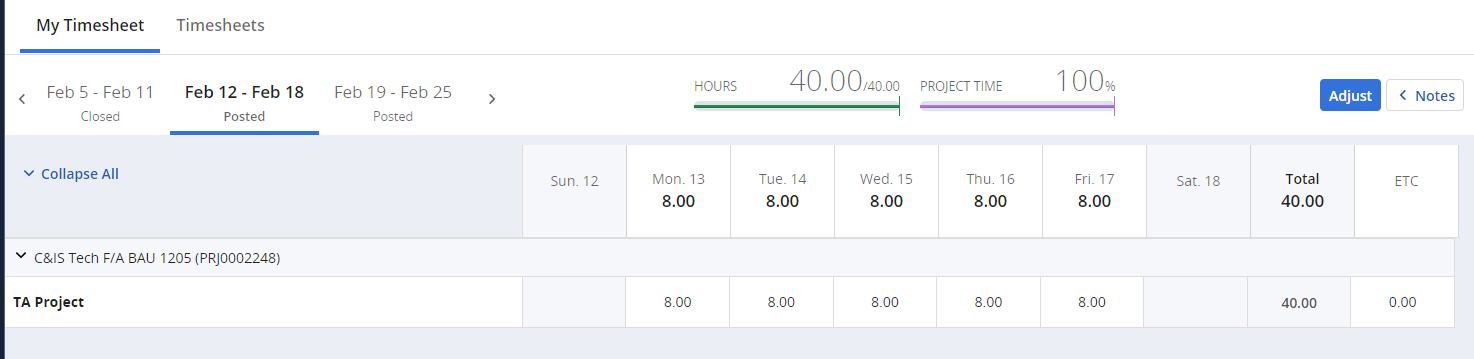 My Timesheet Timesheets
Feb 5 - Feb 11 Feb 12 - Feb 18 Feb 19 - Feb 25 HOURS 40.00/40.00 PROJECT TIME 100% Adjust Notes
Closed Posted Posted
Collapse All Sun. 12 Mon. 13 Tue. 14 Wed. 15 Thu. 16 Fri. 17 Sat. 18 Total ETC
8.00 8.00 8.00 8.00 8.00 40.00
C&IS Tech F/A BAU 1205 (PRJ0002248)
TA Project 8.00 8.00 8.00 8.00 8.00 40.00 0.00